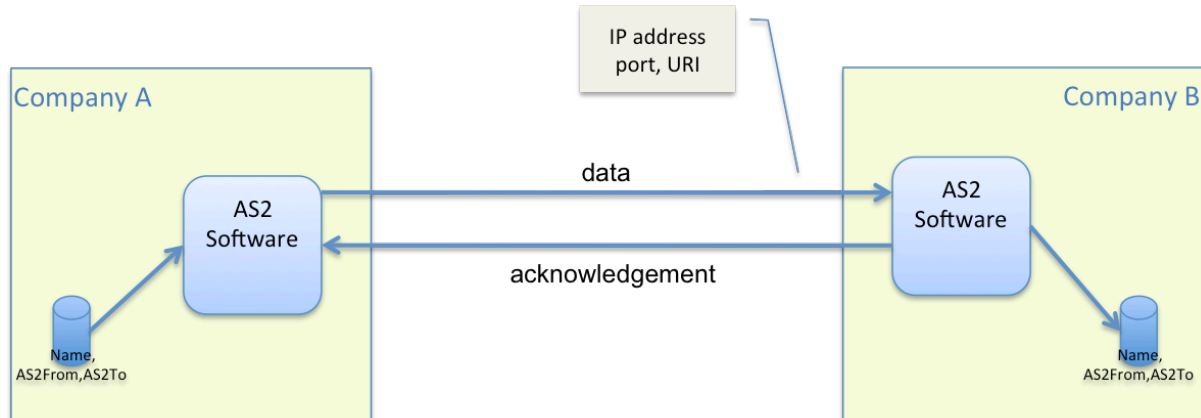 IP address
port, URI
Company A
Company B
data
AS2
Software
AS2
Software
acknowledgement
Name,
AS2From,AS2To
Name,
AS2From,AS2To